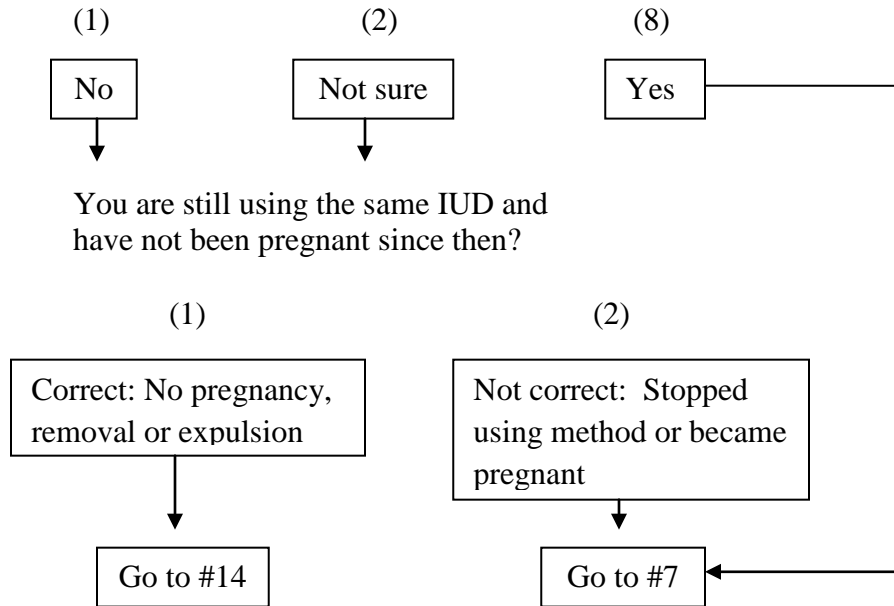 (1) (2) (8)
No Not sure Yes
You are still using the same IUD and
have not been pregnant since then?
(1) (2)
Correct: No pregnancy,
removal or expulsion
Not correct:  Stopped
using method or became
pregnant
Go to #14 Go to #7